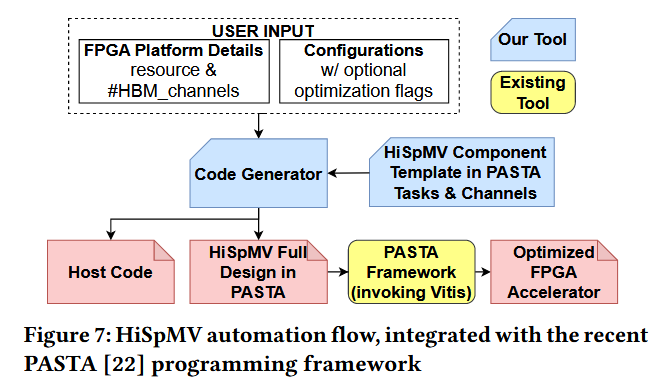 USER INPUT
FPGA Platform Details
resource &
#HBM_channels
Configurations
w/ optional
optimization flags
Our Tool
Existing
Tool
Code Generator
HiSpMV Component
Template in PASTA
Tasks & Channels
Host Code
HiSpMV Full
Design in
PASTA
PASTA
Framework
(invoking Vitis)
Optimized
FPGA
Accelerator
Figure 7: HiSpMV automation flow, integrated with the recent
PASTA [22] programming framework